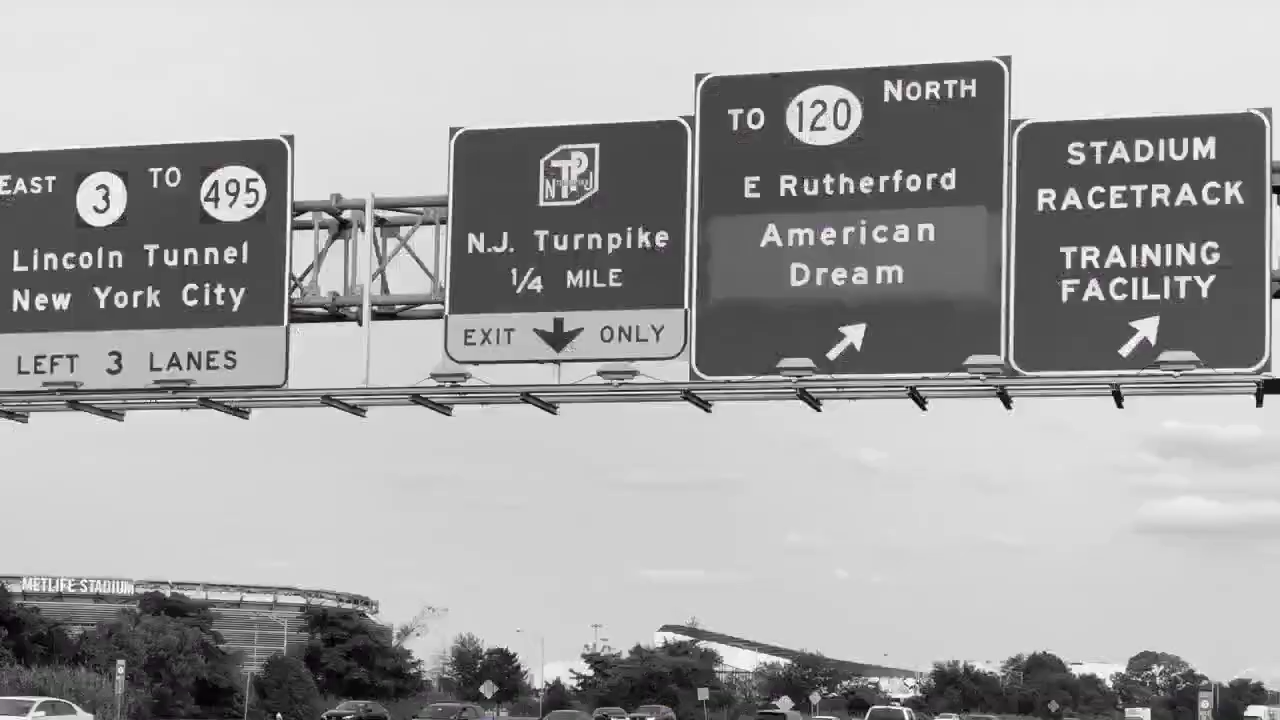 EAST 3 TO 495
Lincoln Tunnel
New York City
LEFT 3 LANES
NTPJ
N.J. Turnpike
1/4 MILE
EXIT ONLY
TO 120 NORTH
E Rutherford
American
Dream
STADIUM
RACETRACK
TRAINING
FACILITY
METLIFE STADIUM